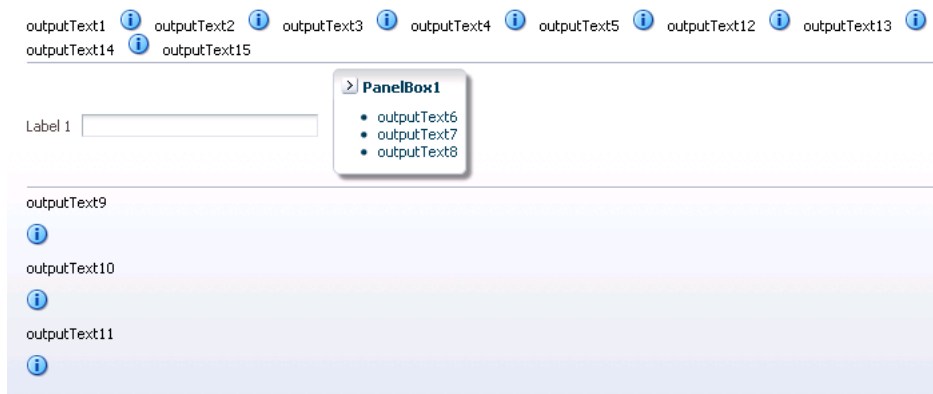 outputText1 outputText2 outputText3 outputText4 outputText5 outputText12 outputText13
outputText14 outputText15
PanelBox1
Label 1
outputText6
outputText7
outputText8
outputText9
outputText10
outputText11